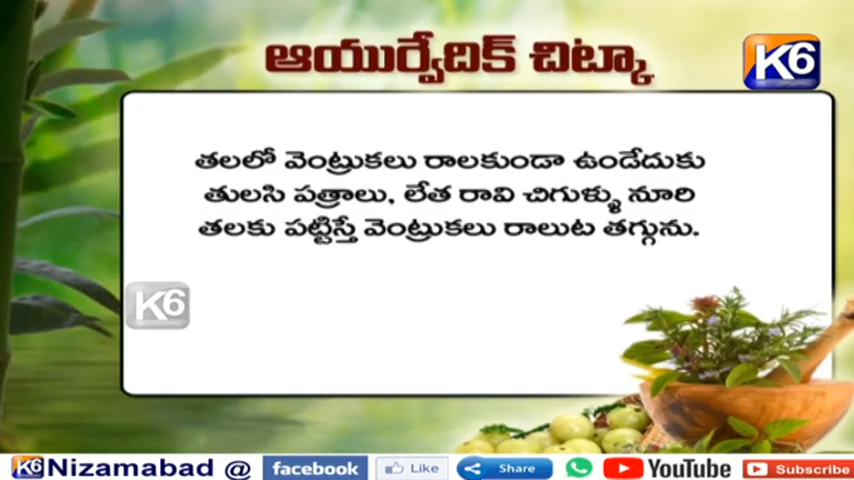 ఆయుర్వేదిక్ చిట్కా
K6
తలలో వెంట్రుకలు రాలకుండా ఉండేదుకు
తులసి పత్రాలు, లేత రావి చిగుళ్ళు నూరి
తలకు పట్టిస్తే వెంట్రుకలు రాలుట తగ్గును.
K6
K6 Nizamabad @ facebook Like Share YouTube Subscribe